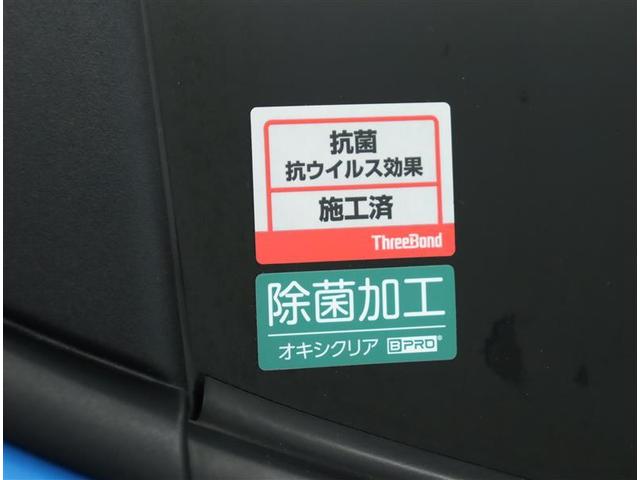 抗菌
抗ウイルス効果
施工済
ThreeBond
除菌加工
オキシクリア BPRO®